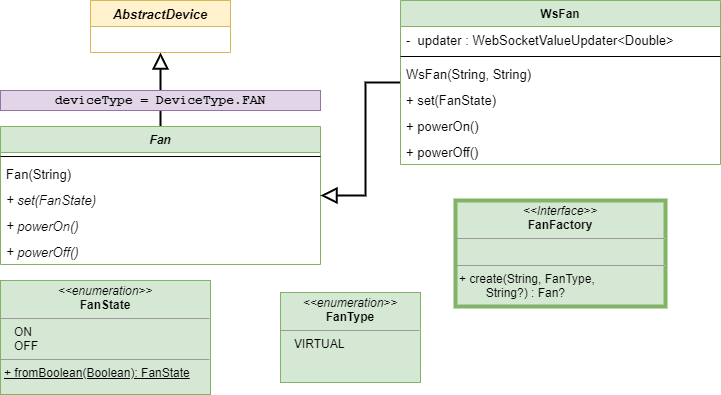 AbstractDevice
deviceType = DeviceType.FAN
Fan
Fan(String)
+ set(FanState)
+ powerOn()
+ powerOff()
WsFan
- updater : WebSocketValueUpdater<Double>
WsFan(String, String)
+ set(FanState)
+ powerOn()
+ powerOff()
<<Interface>>
FanFactory
+ create(String, FanType,
String?) : Fan?
<<enumeration>>
FanState
ON
OFF
+ fromBoolean(Boolean): FanState
<<enumeration>>
FanType
VIRTUAL